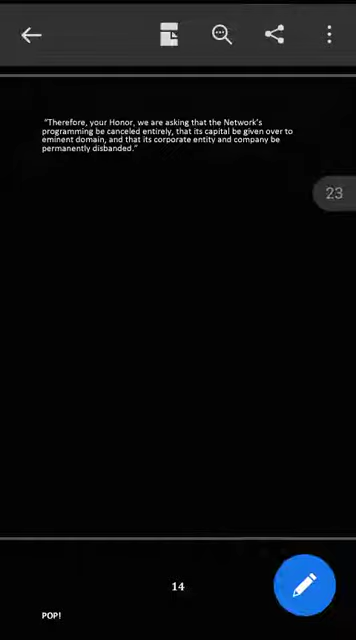 23
“Therefore, your Honor, we are asking that the Network’s
programming be canceled entirely, that its capital be given over to
eminent domain, and that its corporate entity and company be
permanently disbanded.”
14
POP!